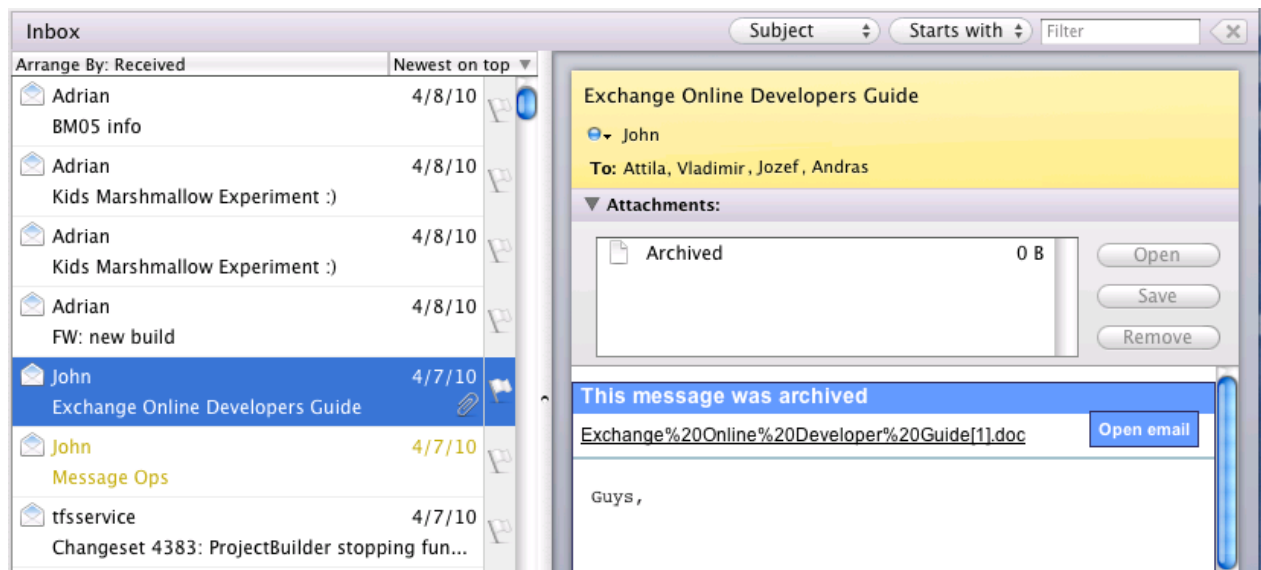 Inbox
Subject
Starts with
Filter
Arrange By: Received
Newest on top
Adrian 4/8/10
BM05 info
Adrian 4/8/10
Kids Marshmallow Experiment :)
Adrian 4/8/10
Kids Marshmallow Experiment :)
Adrian 4/8/10
FW: new build
John 4/7/10
Exchange Online Developers Guide
John 4/7/10
Message Ops
tfsservice 4/7/10
Changeset 4383: ProjectBuilder stopping fun...
Exchange Online Developers Guide
John
To: Attila, Vladimir, Jozef, Andras
Attachments:
Archived 0 B
Open
Save
Remove
This message was archived
Exchange%20Online%20Developer%20Guide[1].doc
Open email
Guys,